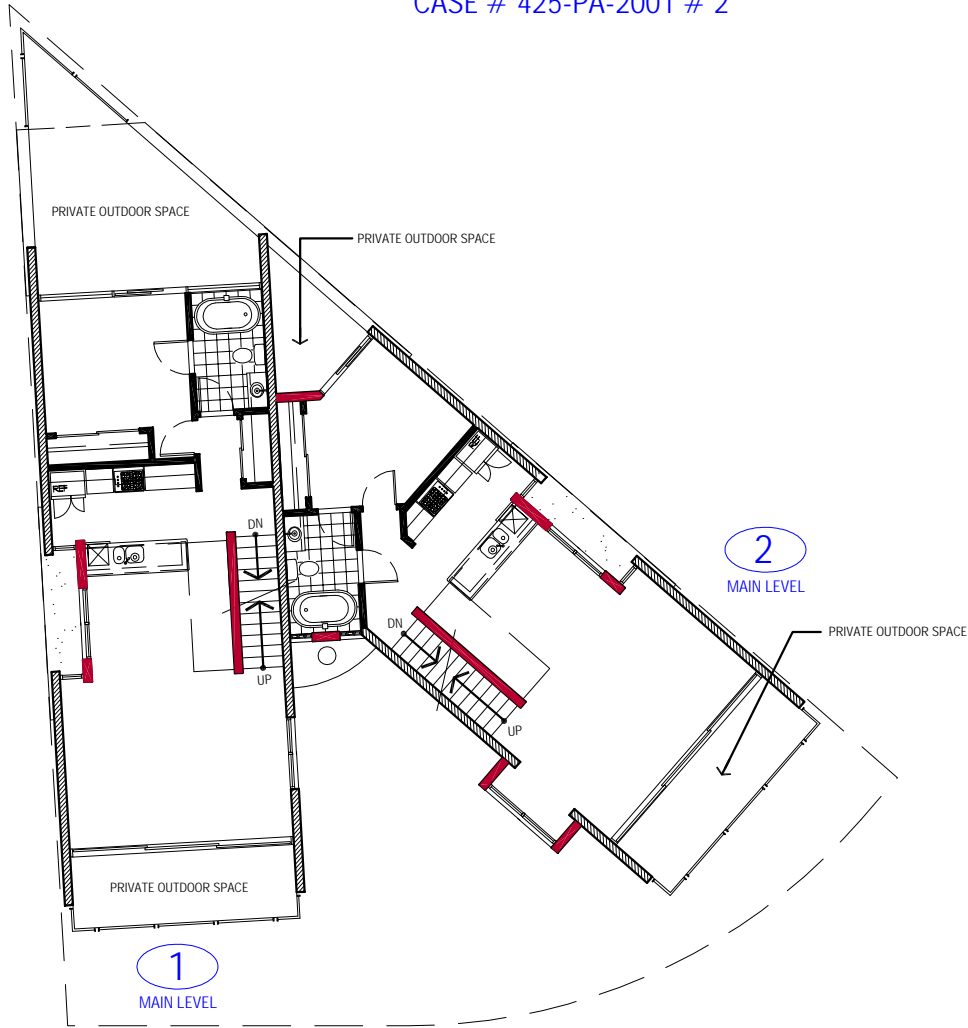 CASE # 425-PA-2001 # 2
PRIVATE OUTDOOR SPACE
PRIVATE OUTDOOR SPACE
REF
REF
DN
2
MAIN LEVEL
DN
PRIVATE OUTDOOR SPACE
UP
UP
PRIVATE OUTDOOR SPACE
1
MAIN LEVEL